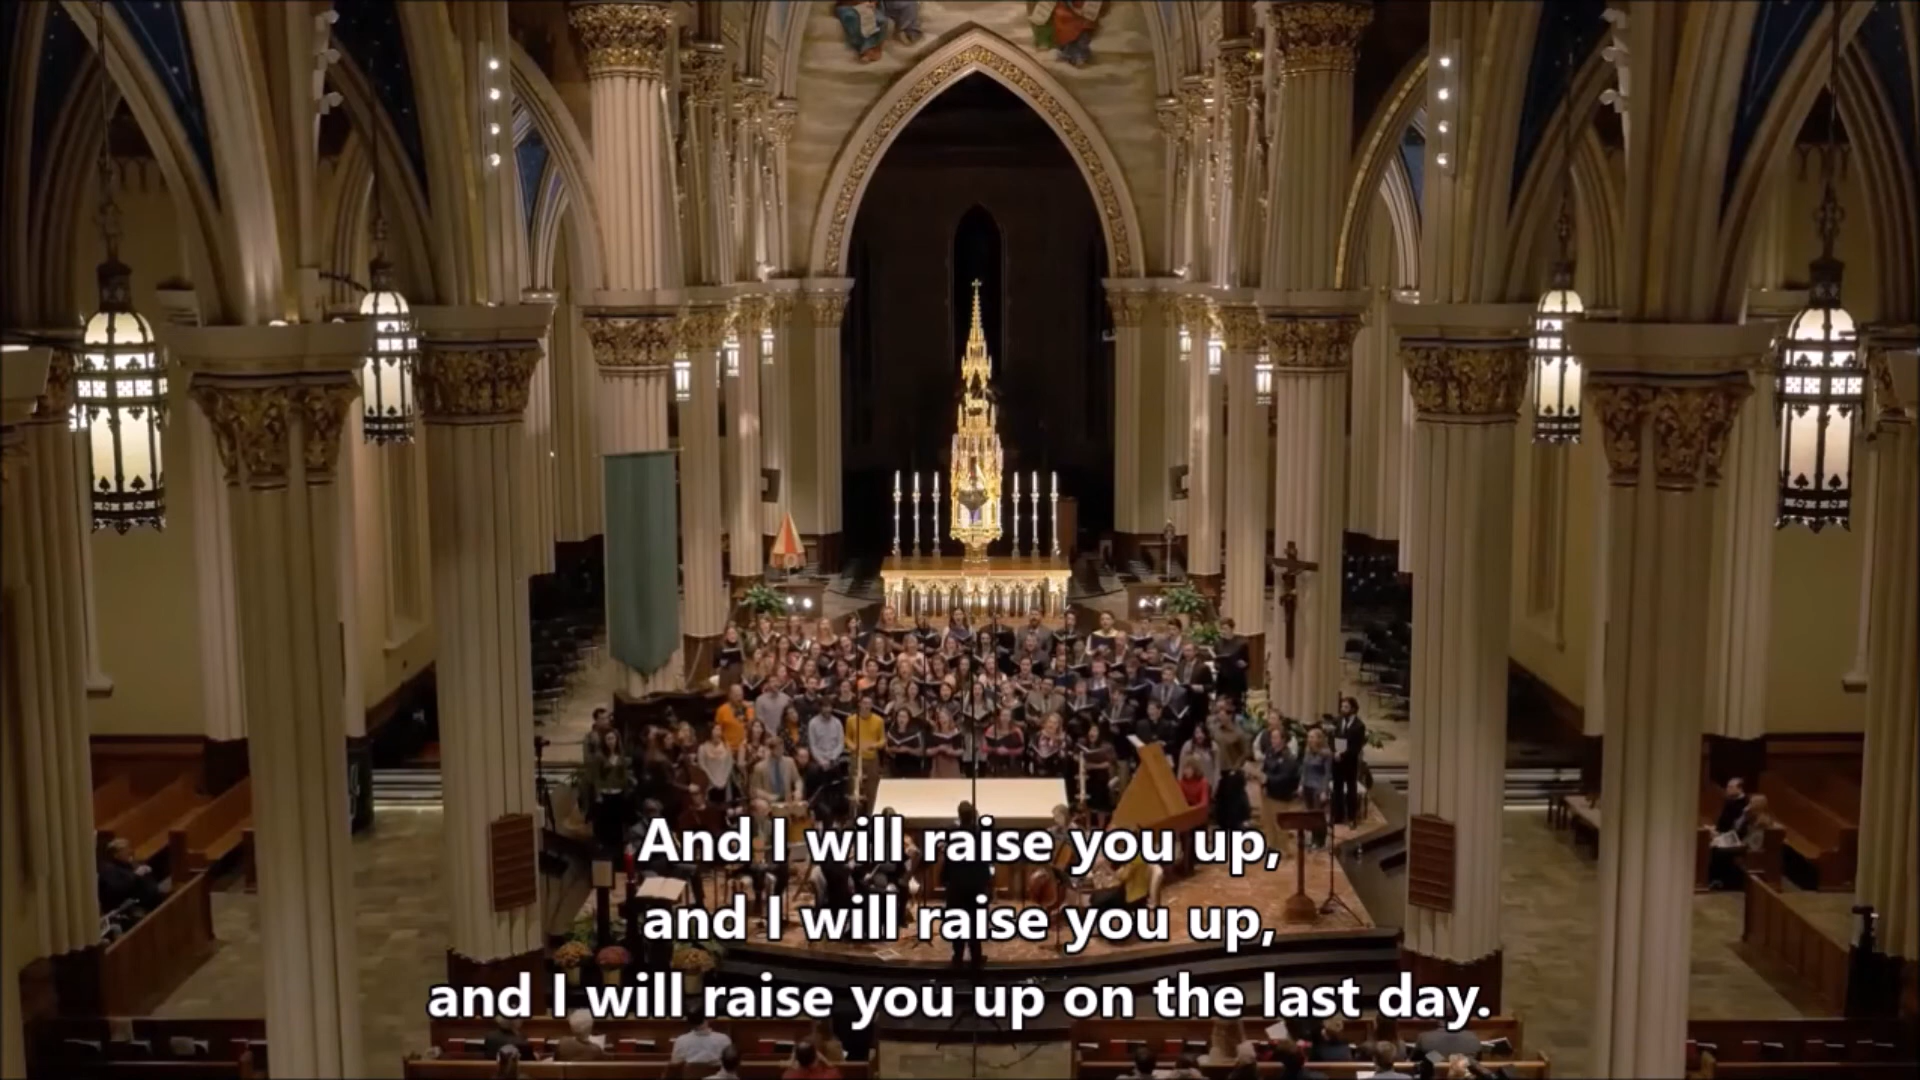 And I will raise you up,
and I will raise you up,
and I will raise you up on the last day.